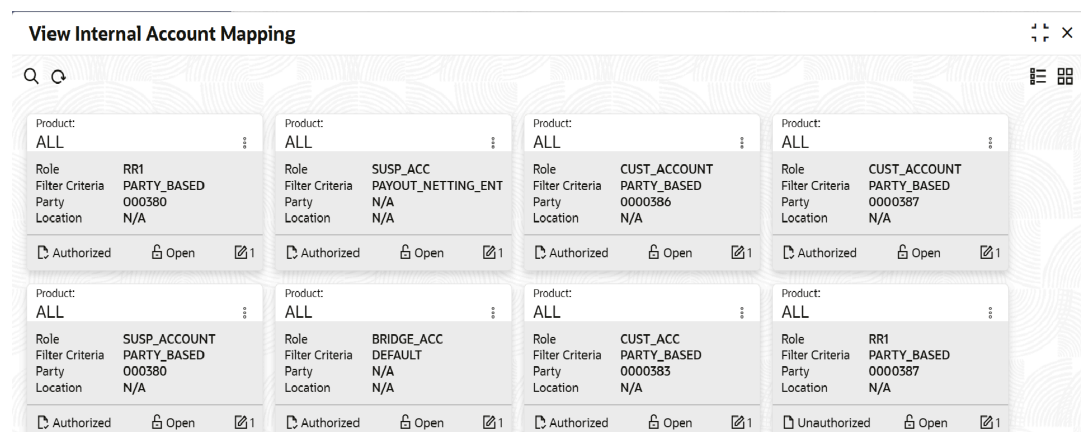 View Internal Account Mapping
Product:
ALL
Role RR1
Filter Criteria PARTY_BASED
Party 000380
Location N/A
Authorized Open 1
Product:
ALL
Role SUSP_ACC
Filter Criteria PAYOUT_NETTING_ENT
Party N/A
Location N/A
Authorized Open 1
Product:
ALL
Role CUST_ACCOUNT
Filter Criteria PARTY_BASED
Party 0000386
Location N/A
Authorized Open 1
Product:
ALL
Role CUST_ACCOUNT
Filter Criteria PARTY_BASED
Party 0000387
Location N/A
Authorized Open 1
Product:
ALL
Role SUSP_ACCOUNT
Filter Criteria PARTY_BASED
Party 000380
Location N/A
Authorized Open 1
Product:
ALL
Role BRIDGE_ACC
Filter Criteria DEFAULT
Party N/A
Location N/A
Authorized Open 1
Product:
ALL
Role CUST_ACC
Filter Criteria PARTY_BASED
Party 0000383
Location N/A
Authorized Open 1
Product:
ALL
Role RR1
Filter Criteria PARTY_BASED
Party 0000387
Location N/A
Unauthorized Open 1